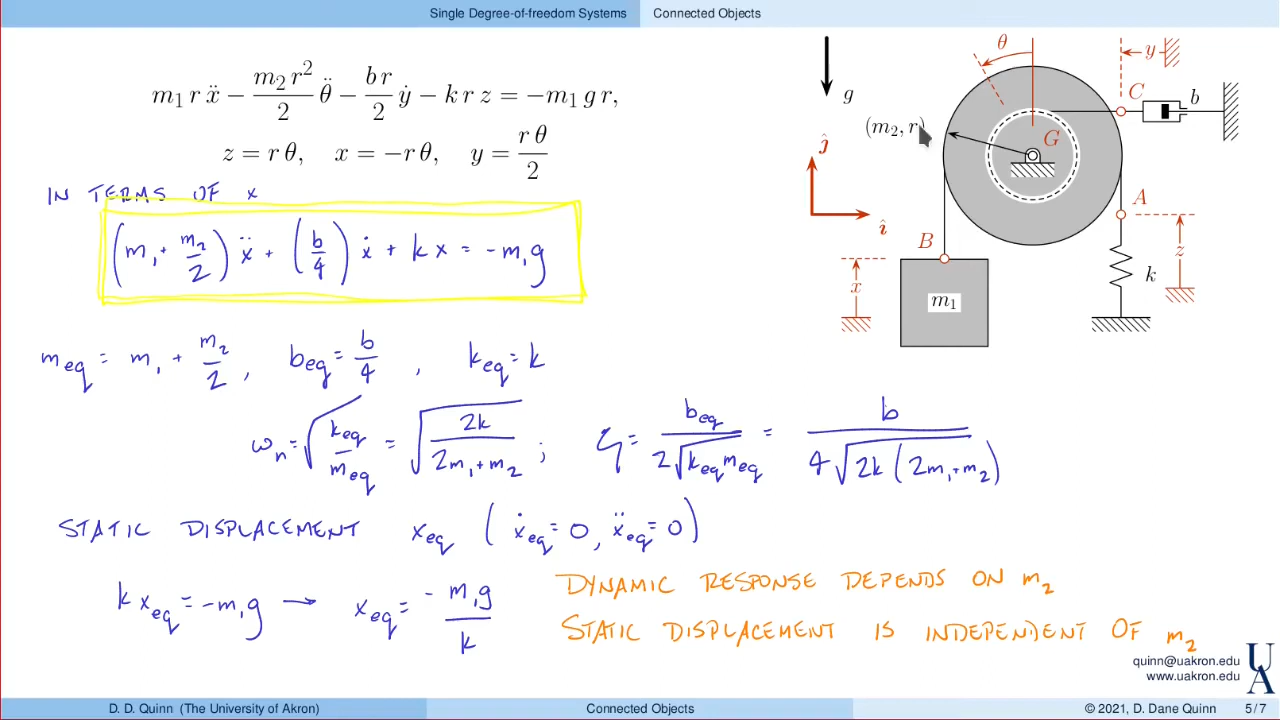 Single Degree-of-freedom Systems Connected Objects
m₁ r ẍ − (m₂ r²/2) θ̈ − (b r/2) ẏ − k r z = −m₁ g r,
z = r θ, x = −r θ, y = r θ/2
IN TERMS OF x
(m₁ + m₂/2) ẍ + (b/4) ẋ + k x = −m₁g
m_eq = m₁ + m₂/2, b_eq = b/4, k_eq = k
ω_n = √(k_eq/m_eq) = √(2k/(2m₁+m₂)); ζ = b_eq/(2√(k_eq m_eq)) = b/(4√(2k(2m₁+m₂)))
STATIC DISPLACEMENT x_eq (ẋ_eq = 0, ẍ_eq = 0)
k x_eq = −m₁g → x_eq = −m₁g/k
DYNAMIC RESPONSE DEPENDS ON m₂
STATIC DISPLACEMENT IS INDEPENDENT OF m₂
θ
y
g
C
b
(m₂, r)
G
ĵ
A
î
B
z
x
k
m₁
quinn@uakron.edu
www.uakron.edu
UA
D. D. Quinn (The University of Akron) Connected Objects © 2021, D. Dane Quinn 5/7